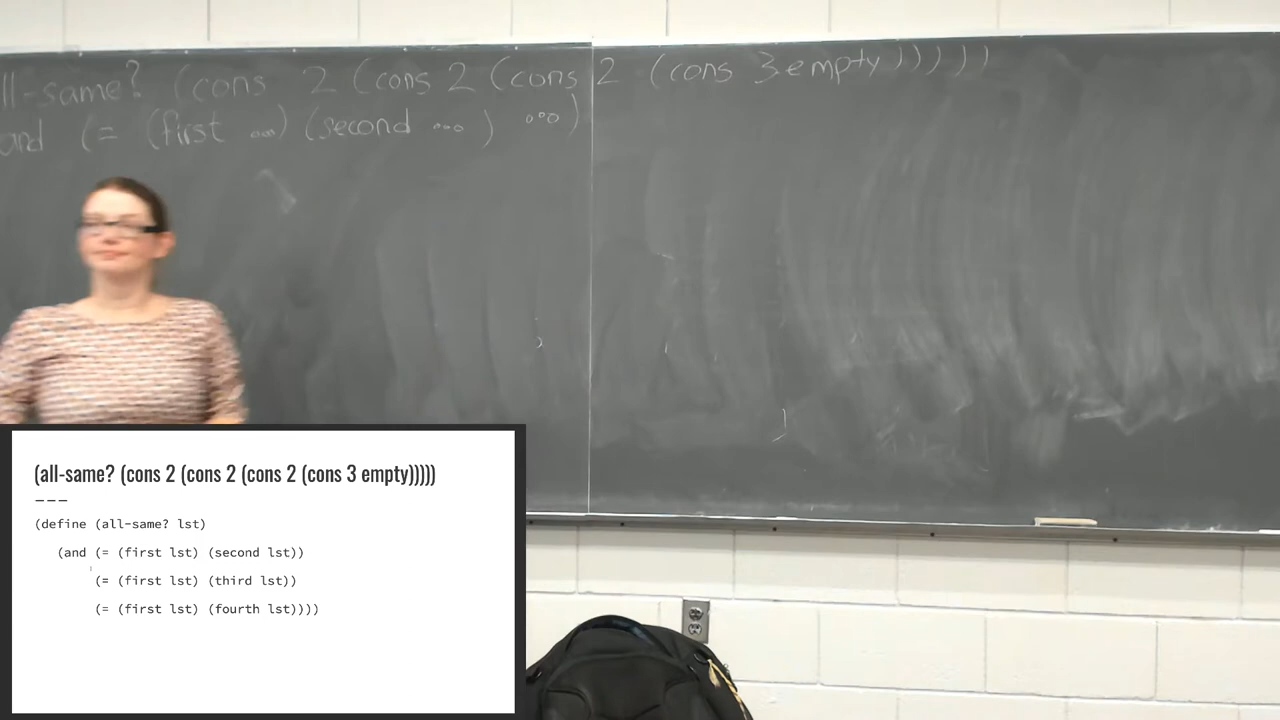 ll-same? (cons 2 (cons 2 (cons 2 (cons 3 empty)))))
and (= (first ...) (second ...) ...)
(all-same? (cons 2 (cons 2 (cons 2 (cons 3 empty)))))
(define (all-same? lst)
(and (= (first lst) (second lst))
(= (first lst) (third lst))
(= (first lst) (fourth lst))))